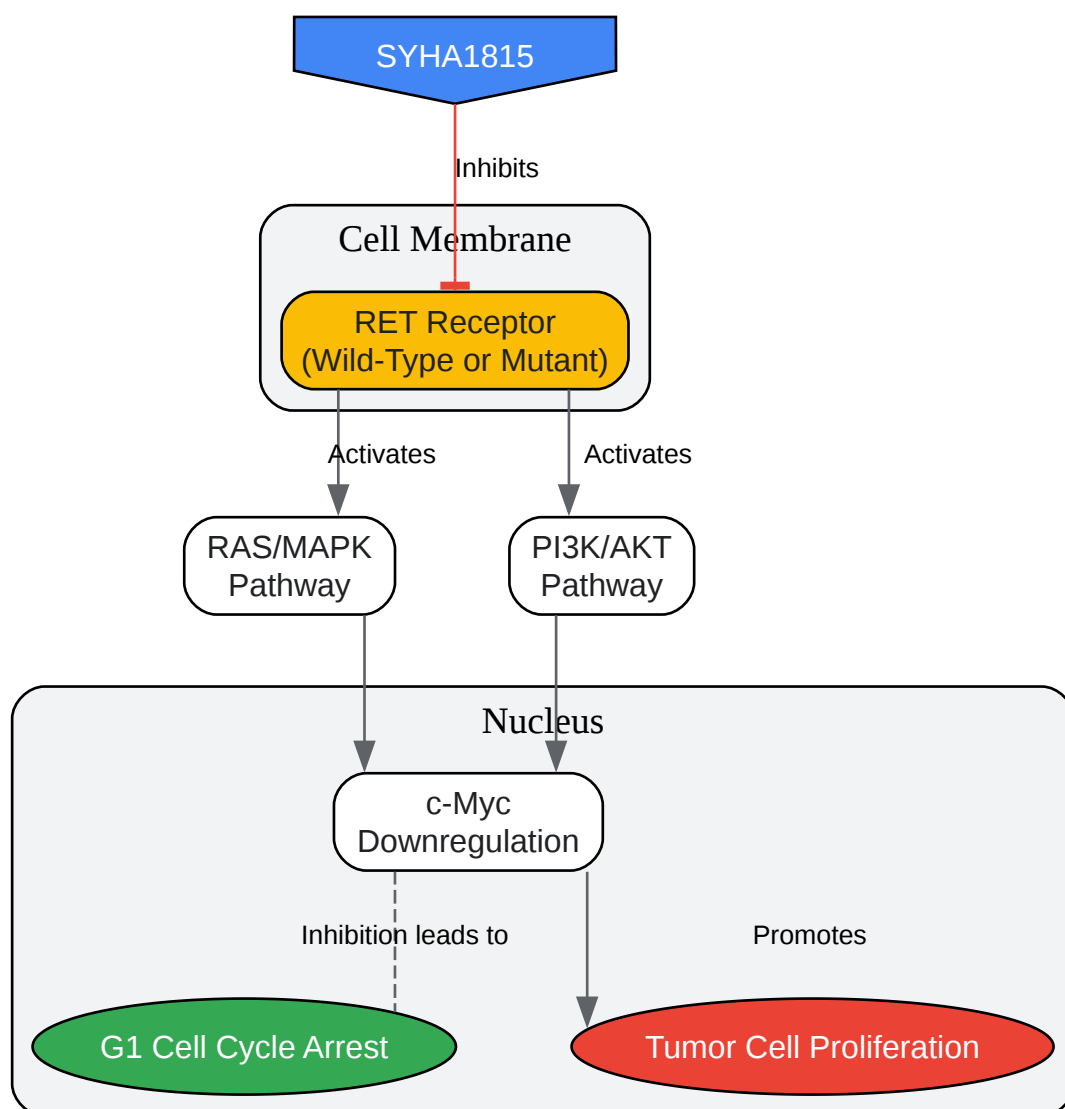 SYHA1815
Inhibits
Cell Membrane
RET Receptor
(Wild-Type or Mutant)
Activates
Activates
RAS/MAPK
Pathway
PI3K/AKT
Pathway
Nucleus
c-Myc
Downregulation
Inhibition leads to
Promotes
G1 Cell Cycle Arrest
Tumor Cell Proliferation